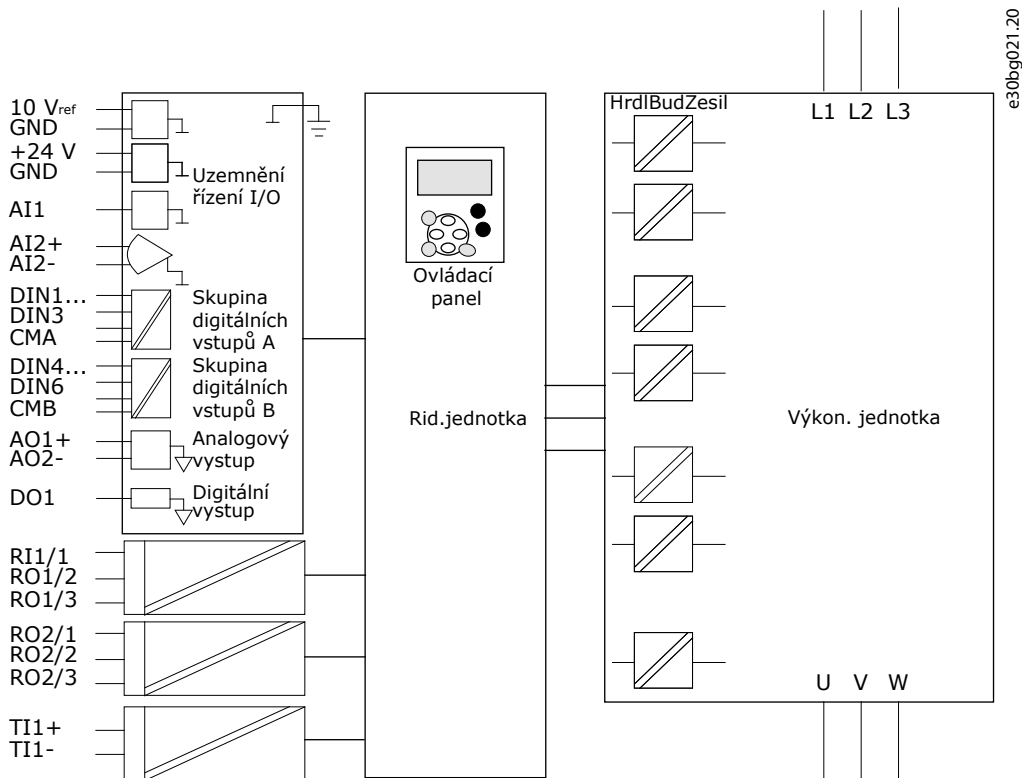 e30bg021.20
10 Vref
GND
+24 V
GND
Uzemnění
řízení I/O
AI1
AI2+
AI2-
DIN1...
DIN3
CMA
Skupina
digitálních
vstupů A
DIN4...
DIN6
CMB
Skupina
digitálních
vstupů B
AO1+
AO2-
Analogový
vystup
DO1
Digitální
vystup
RI1/1
RO1/2
RO1/3
RO2/1
RO2/2
RO2/3
TI1+
TI1-
Ovládací
panel
Rid.jednotka
HrdlBudZesil
L1 L2 L3
Výkon. jednotka
U V W